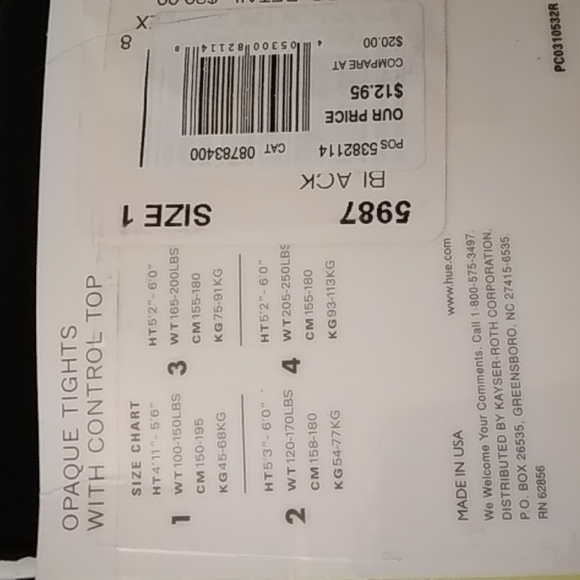 OPAQUE TIGHTS
WITH CONTROL TOP
SIZE CHART
1
HT4'11"-5'6"
WT100-150LBS
CM150-195
KG45-68KG
2
HT5'3"-6'0"
WT120-170LBS
CM158-180
KG54-77KG
3
HT5'2"-6'0"
WT165-200LBS
CM155-180
KG75-91KG
4
HT5'2"-6'0"
WT205-250LBS
CM155-180
KG93-113KG
MADE IN USA
www.hue.com
We Welcome Your Comments. Call 1-800-575-3497.
DISTRIBUTED BY KAYSER-ROTH CORPORATION,
P.O. BOX 26535, GREENSBORO, NC 27415-6535.
RN 62856
5987 SIZE 1
BLACK
POS 5382114 CAT 08783400
OUR PRICE
$12.95
COMPARE AT
$20.00
4 05300 82114 8
8
PC0310532R